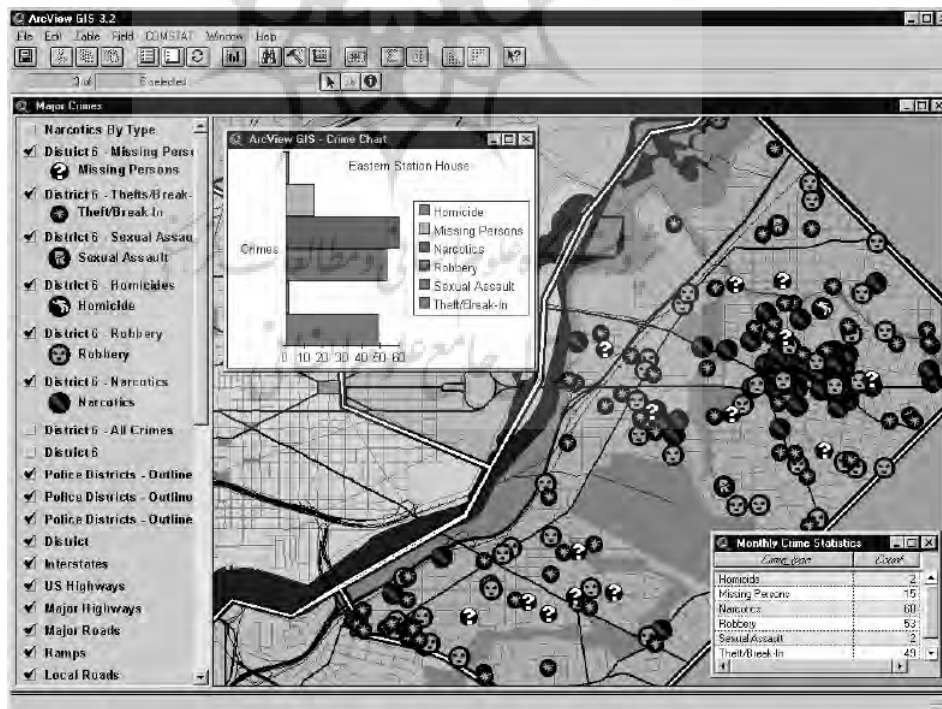 ArcView GIS 3.2
File Edit Table Field COMSTAT Window Help
0 of 6 selected
Major Crimes
Narcotics By Type
District 6 - Missing Perso
Missing Persons
District 6 - Thefts/Break-
Theft/Break-In
District 6 - Sexual Assau
Sexual Assault
District 6 - Homicides
Homicide
District 6 - Robbery
Robbery
District 6 - Narcotics
Narcotics
District 6 - All Crimes
District 6
Police Districts - Outline
Police Districts - Outline
Police Districts - Outline
District
Interstates
US Highways
Major Highways
Major Roads
Ramps
Local Roads
ArcView GIS - Crime Chart
Eastern Station House
Crimes
Homicide
Missing Persons
Narcotics
Robbery
Sexual Assault
Theft/Break-In
0 10 20 30 40 50 60
Monthly Crime Statistics
Crime_type Count
Homicide 2
Missing Persons 15
Narcotics 60
Robbery 53
Sexual Assault 2
Theft/Break-In 49